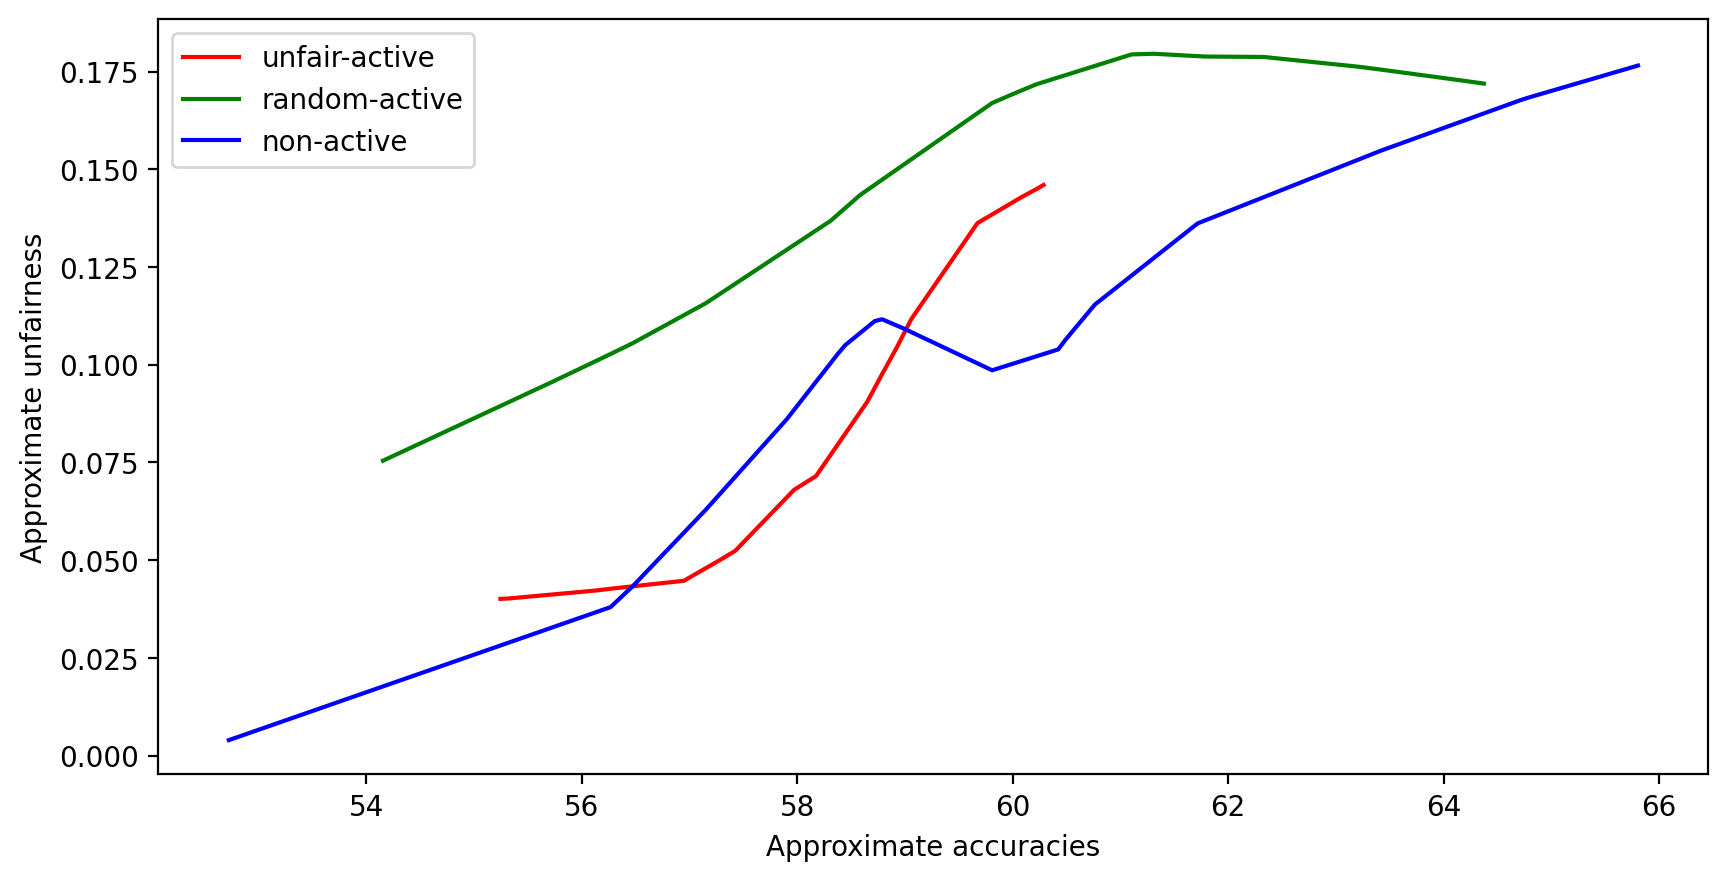 unfair-active
random-active
non-active
0.175
0.150
0.125
0.100
0.075
0.050
0.025
0.000
Approximate unfairness
54 56 58 60 62 64 66
Approximate accuracies